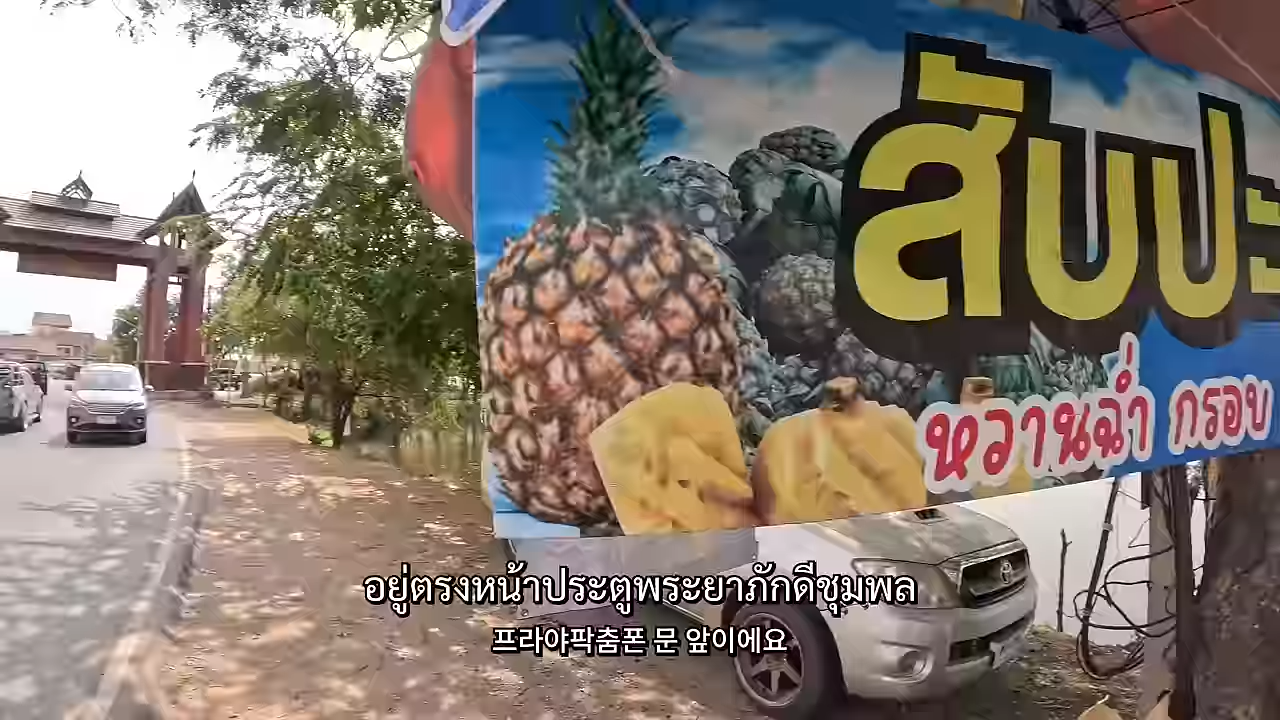 สับปะ
หวานฉ่ำ กรอบ
อยู่ตรงหน้าประตูพระยาภักดีชุมพล
프라야팍춤폰 문 앞이에요